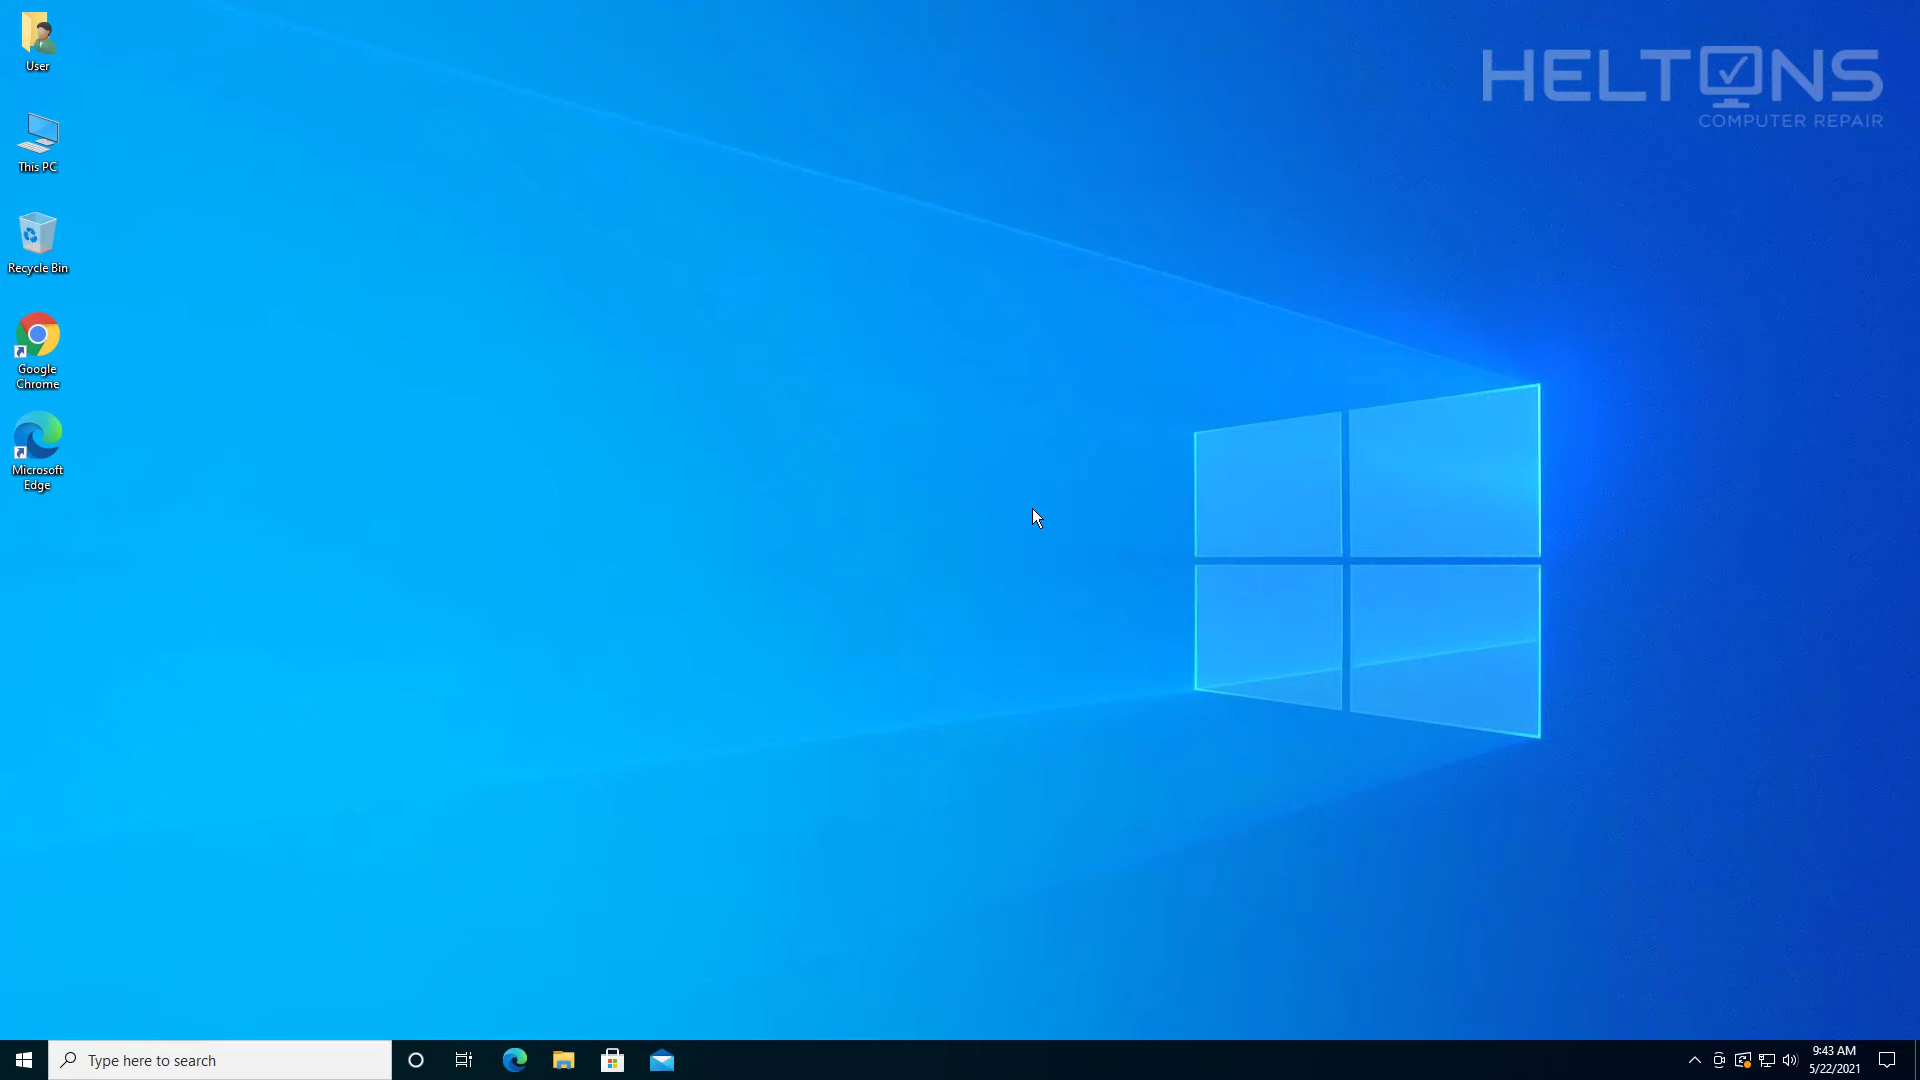 User
This PC
Recycle Bin
Google
Chrome
Microsoft
Edge
HELTONS
COMPUTER REPAIR
Type here to search
9:43 AM
5/22/2021